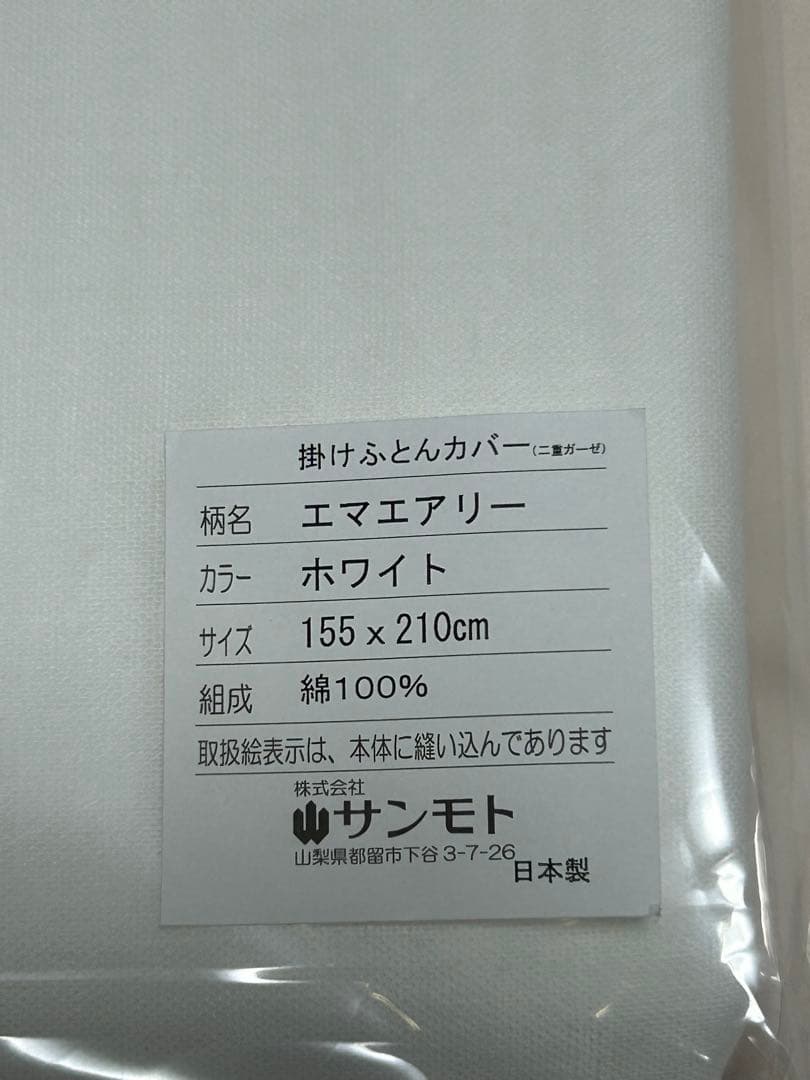 掛けふとんカバー(二重ガーゼ)
柄名 エマエアリー
カラー ホワイト
サイズ 155x210cm
組成 綿100%
取扱絵表示は、本体に縫い込んであります
株式会社
サンモト
山梨県都留市下谷3-7-26
日本製